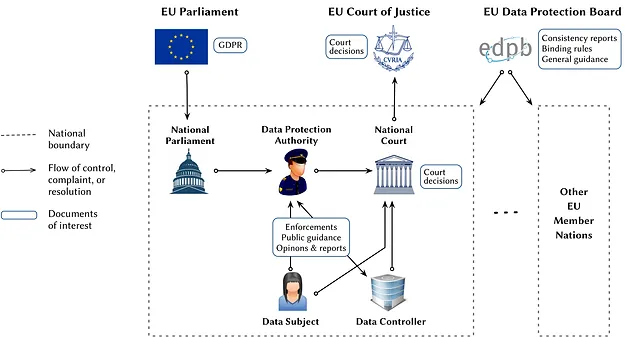 EU Parliament
EU Court of Justice
EU Data Protection Board
GDPR
Court
decisions
CVRIA
edpb
Consistency reports
Binding rules
General guidance
National
boundary
Flow of control,
complaint, or
resolution
Documents
of interest
National
Parliament
Data Protection
Authority
National
Court
Court
decisions
Enforcements
Public guidance
Opinons & reports
Data Subject
Data Controller
Other
EU
Member
Nations